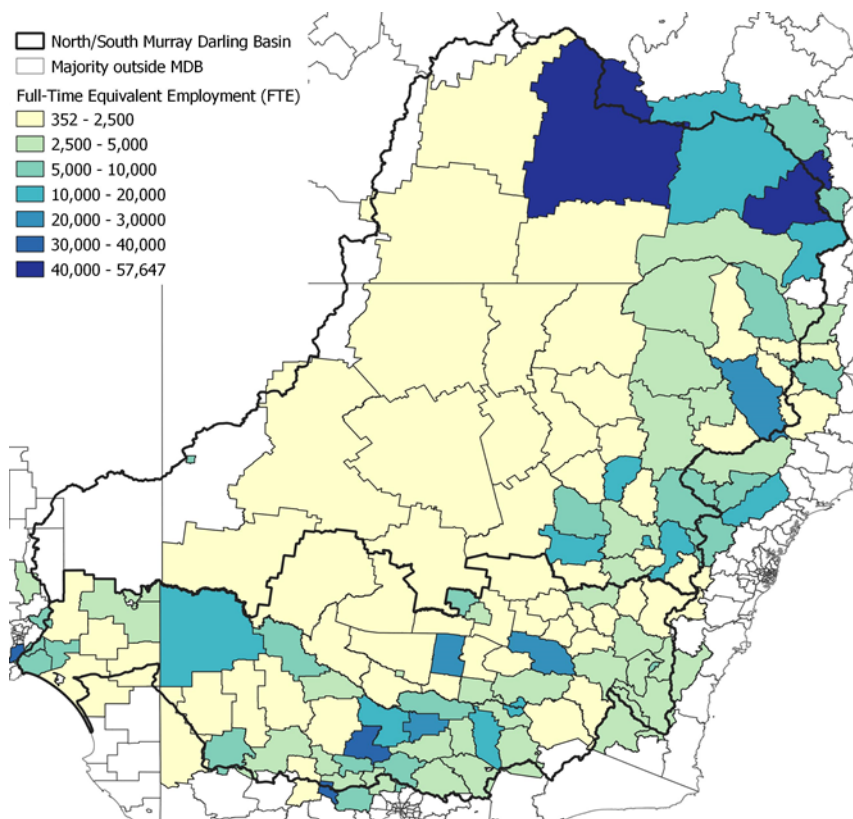 North/South Murray Darling Basin
Majority outside MDB
Full-Time Equivalent Employment (FTE)
352 - 2,500
2,500 - 5,000
5,000 - 10,000
10,000 - 20,000
20,000 - 3,0000
30,000 - 40,000
40,000 - 57,647